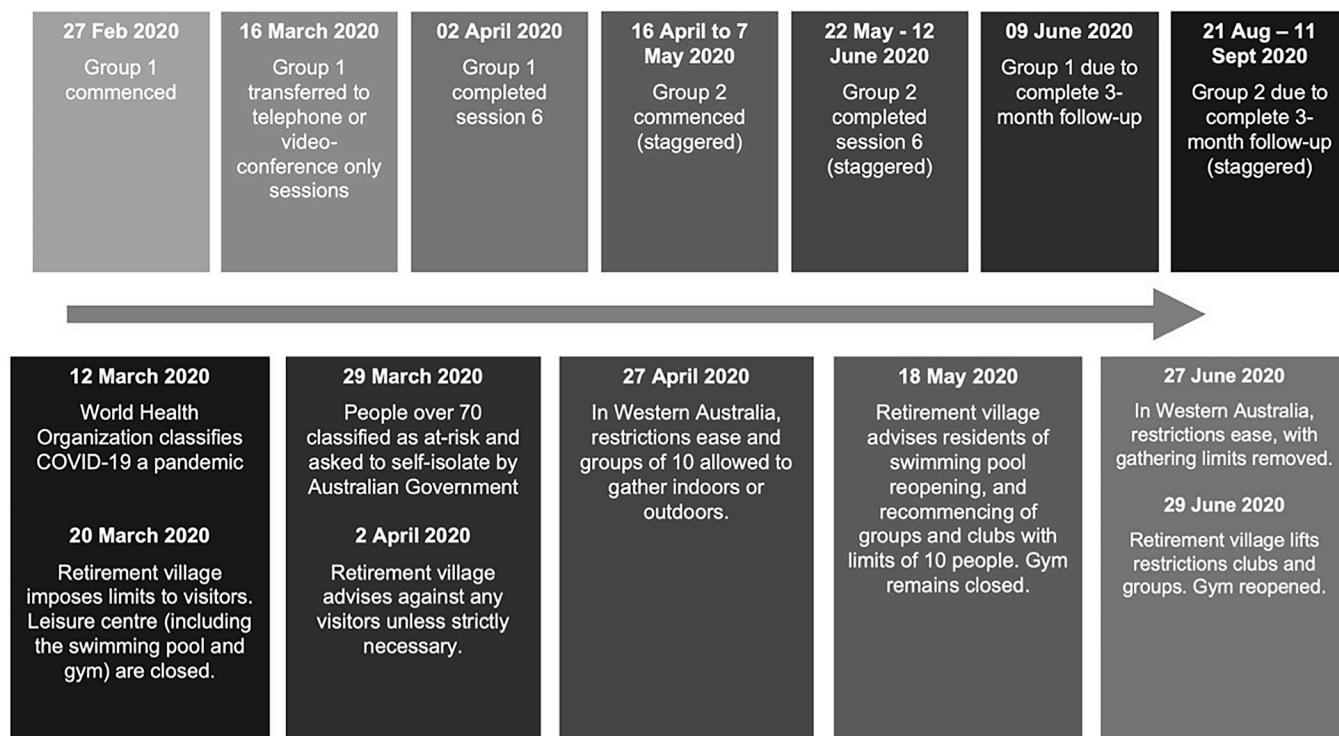 27 Feb 2020
Group 1
commenced
16 March 2020
Group 1
transferred to
telephone or
video-
conference only
sessions
02 April 2020
Group 1
completed
session 6
16 April to 7
May 2020
Group 2
commenced
(staggered)
22 May - 12
June 2020
Group 2
completed
session 6
(staggered)
09 June 2020
Group 1 due to
complete 3-
month follow-up
21 Aug – 11
Sept 2020
Group 2 due to
complete 3-
month follow-up
(staggered)
12 March 2020
World Health
Organization classifies
COVID-19 a pandemic
20 March 2020
Retirement village
imposes limits to visitors.
Leisure centre (including
the swimming pool and
gym) are closed.
29 March 2020
People over 70
classified as at-risk and
asked to self-isolate by
Australian Government
2 April 2020
Retirement village
advises against any
visitors unless strictly
necessary.
27 April 2020
In Western Australia,
restrictions ease and
groups of 10 allowed to
gather indoors or
outdoors.
18 May 2020
Retirement village
advises residents of
swimming pool
reopening, and
recommencing of
groups and clubs with
limits of 10 people. Gym
remains closed.
27 June 2020
In Western Australia,
restrictions ease, with
gathering limits removed.
29 June 2020
Retirement village lifts
restrictions clubs and
groups. Gym reopened.